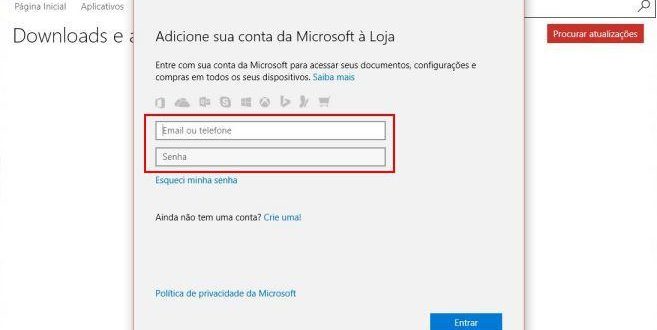 Página Inicial Aplicativos
Downloads e a
Procurar atualizações
Adicione sua conta da Microsoft à Loja
Entre com sua conta da Microsoft para acessar seus documentos, configurações e
compras em todos os seus dispositivos. Saiba mais
Email ou telefone
Senha
Esqueci minha senha
Ainda não tem uma conta? Crie uma!
Política de privacidade da Microsoft
Entrar